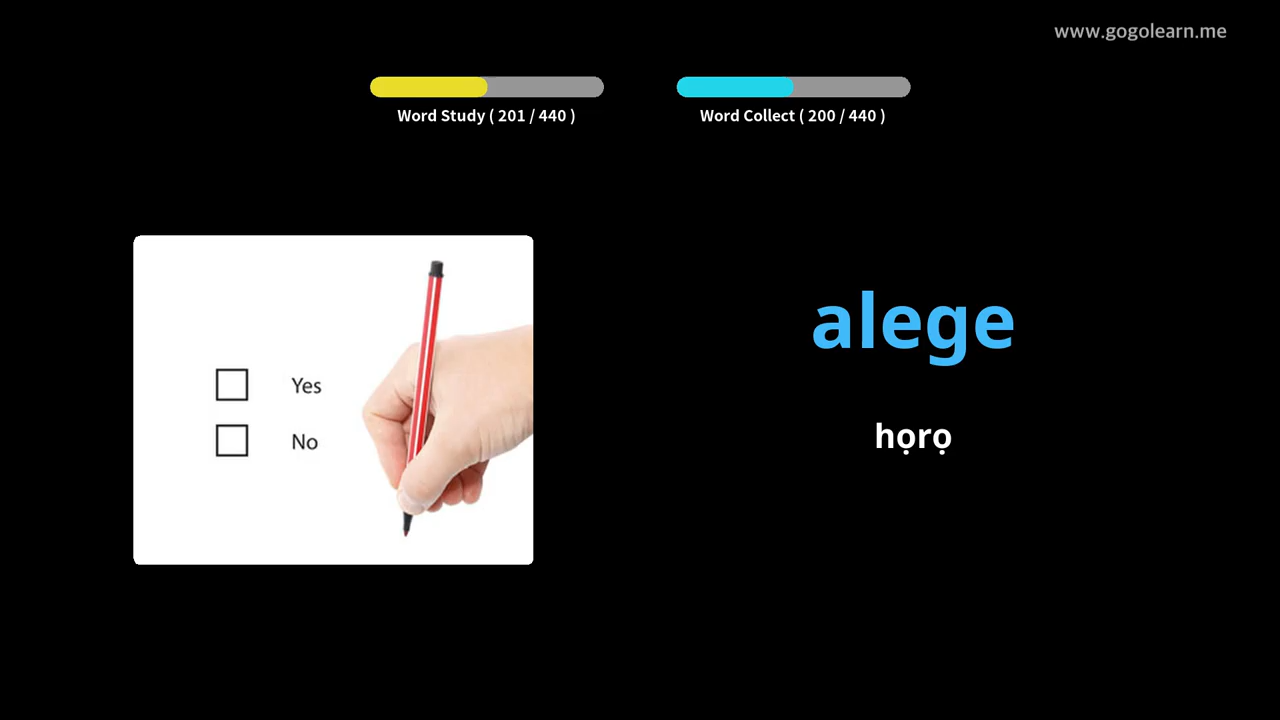 www.gogolearn.me
Word Study ( 201 / 440 )
Word Collect ( 200 / 440 )
Yes
No
alege
họrọ